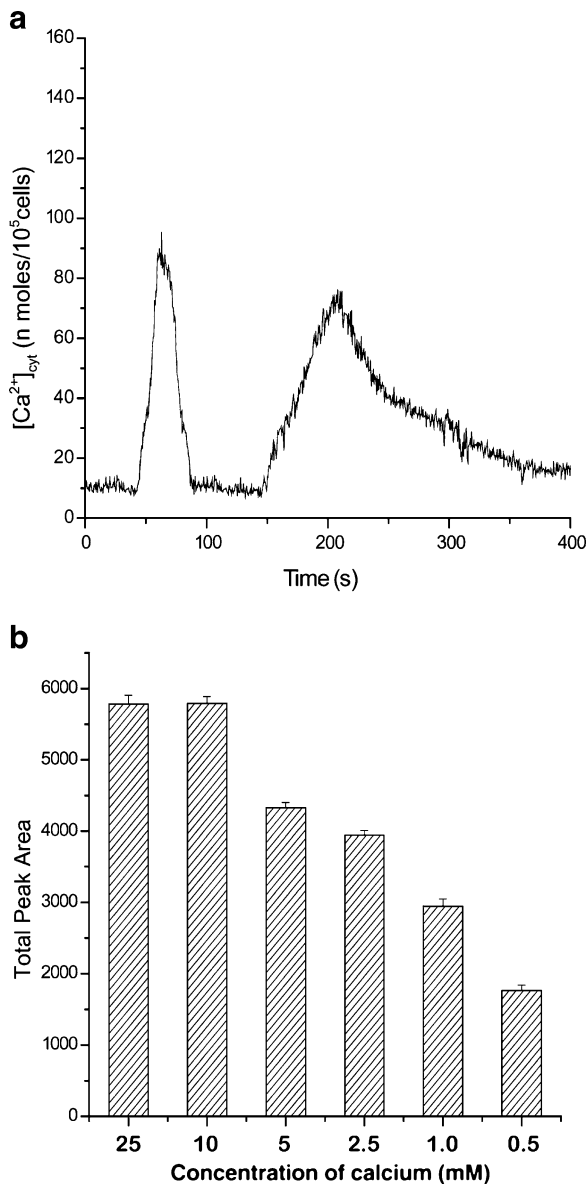 a
160
140
120
100
80
60
40
20
0
[Ca²⁺]cyt (n moles/10⁵cells)
0 100 200 300 400
Time (s)
b
6000
5000
4000
3000
2000
1000
0
Total Peak Area
25 10 5 2.5 1.0 0.5
Concentration of calcium (mM)